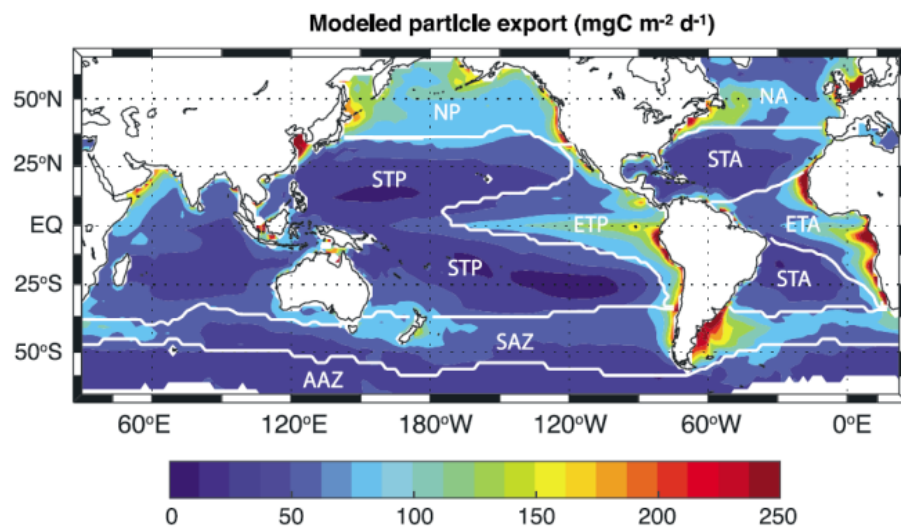 Modeled particle export (mgC m⁻² d⁻¹)
50°N
NP
NA
25°N
STP
STA
EQ
ETP
ETA
STP
STA
25°S
SAZ
50°S
AAZ
60°E 120°E 180°W 120°W 60°W 0°E
0 50 100 150 200 250